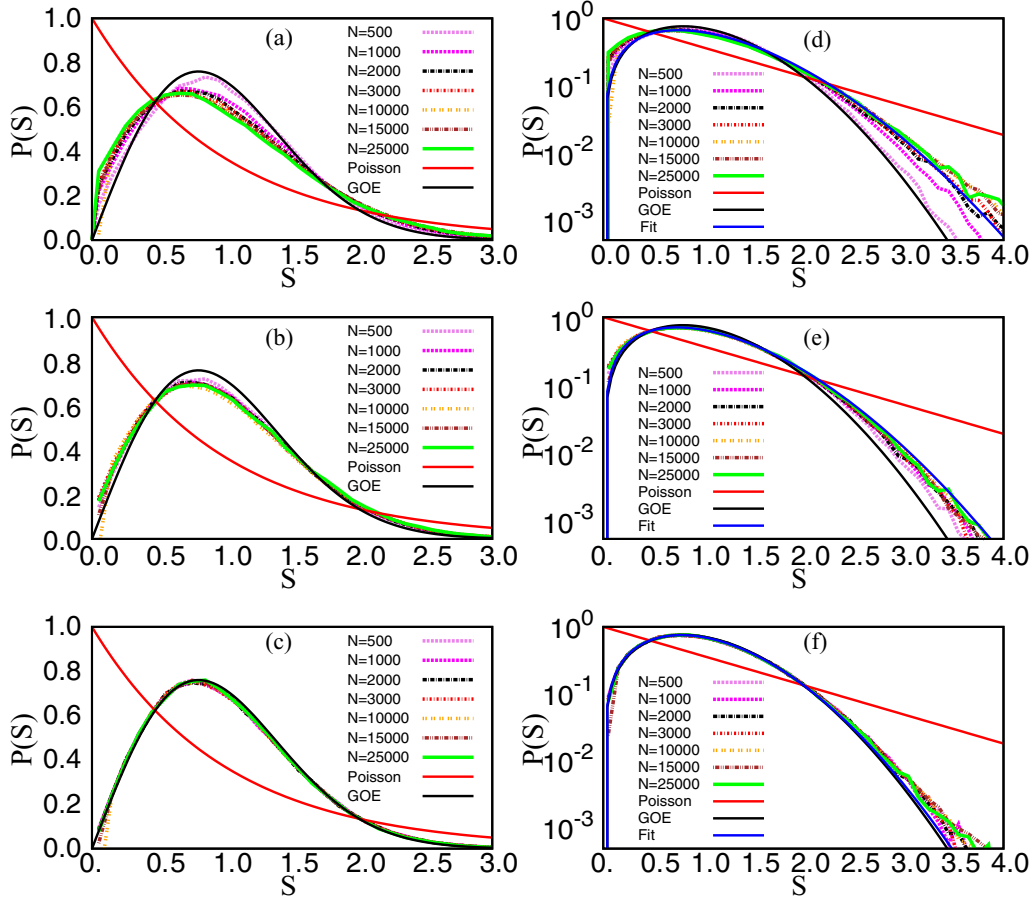 1.0
0.8
0.6
0.4
0.2
0.0
P(S)
(a)
N=500
N=1000
N=2000
N=3000
N=10000
N=15000
N=25000
Poisson
GOE
0. 0.5 1.0 1.5 2.0 2.5 3.0
S
10^0
10^-1
10^-2
10^-3
P(S)
(d)
N=500
N=1000
N=2000
N=3000
N=10000
N=15000
N=25000
Poisson
GOE
Fit
0. 0.5 1.0 1.5 2.0 2.5 3.0 3.5 4.0
S
1.0
0.8
0.6
0.4
0.2
0.0
P(S)
(b)
N=500
N=1000
N=2000
N=3000
N=10000
N=15000
N=25000
Poisson
GOE
0. 0.5 1.0 1.5 2.0 2.5 3.0
S
10^0
10^-1
10^-2
10^-3
P(S)
(e)
N=500
N=1000
N=2000
N=3000
N=10000
N=15000
N=25000
Poisson
GOE
Fit
0. 0.5 1.0 1.5 2.0 2.5 3.0 3.5 4.0
S
1.0
0.8
0.6
0.4
0.2
0.0
P(S)
(c)
N=500
N=1000
N=2000
N=3000
N=10000
N=15000
N=25000
Poisson
GOE
0. 0.5 1.0 1.5 2.0 2.5 3.0
S
10^0
10^-1
10^-2
10^-3
P(S)
(f)
N=500
N=1000
N=2000
N=3000
N=10000
N=15000
N=25000
Poisson
GOE
Fit
0. 0.5 1.0 1.5 2.0 2.5 3.0 3.5 4.0
S